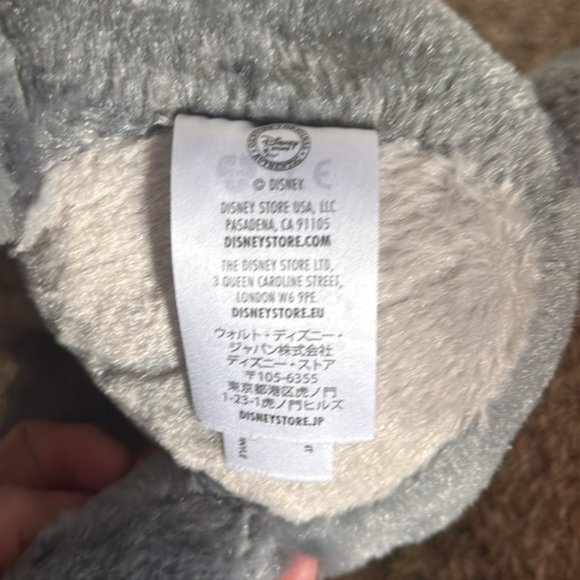 Disney
© DISNEY
DISNEY STORE USA, LLC
PASADENA, CA 91105
DISNEYSTORE.COM
THE DISNEY STORE LTD,
3 QUEEN CAROLINE STREET,
LONDON W6 9PE.
DISNEYSTORE.EU
ウォルト・ディズニー・
ジャパン株式会社
ディズニー・ストア
〒105-6355
東京都港区虎ノ門
1-23-1虎ノ門ヒルズ
DISNEYSTORE.JP